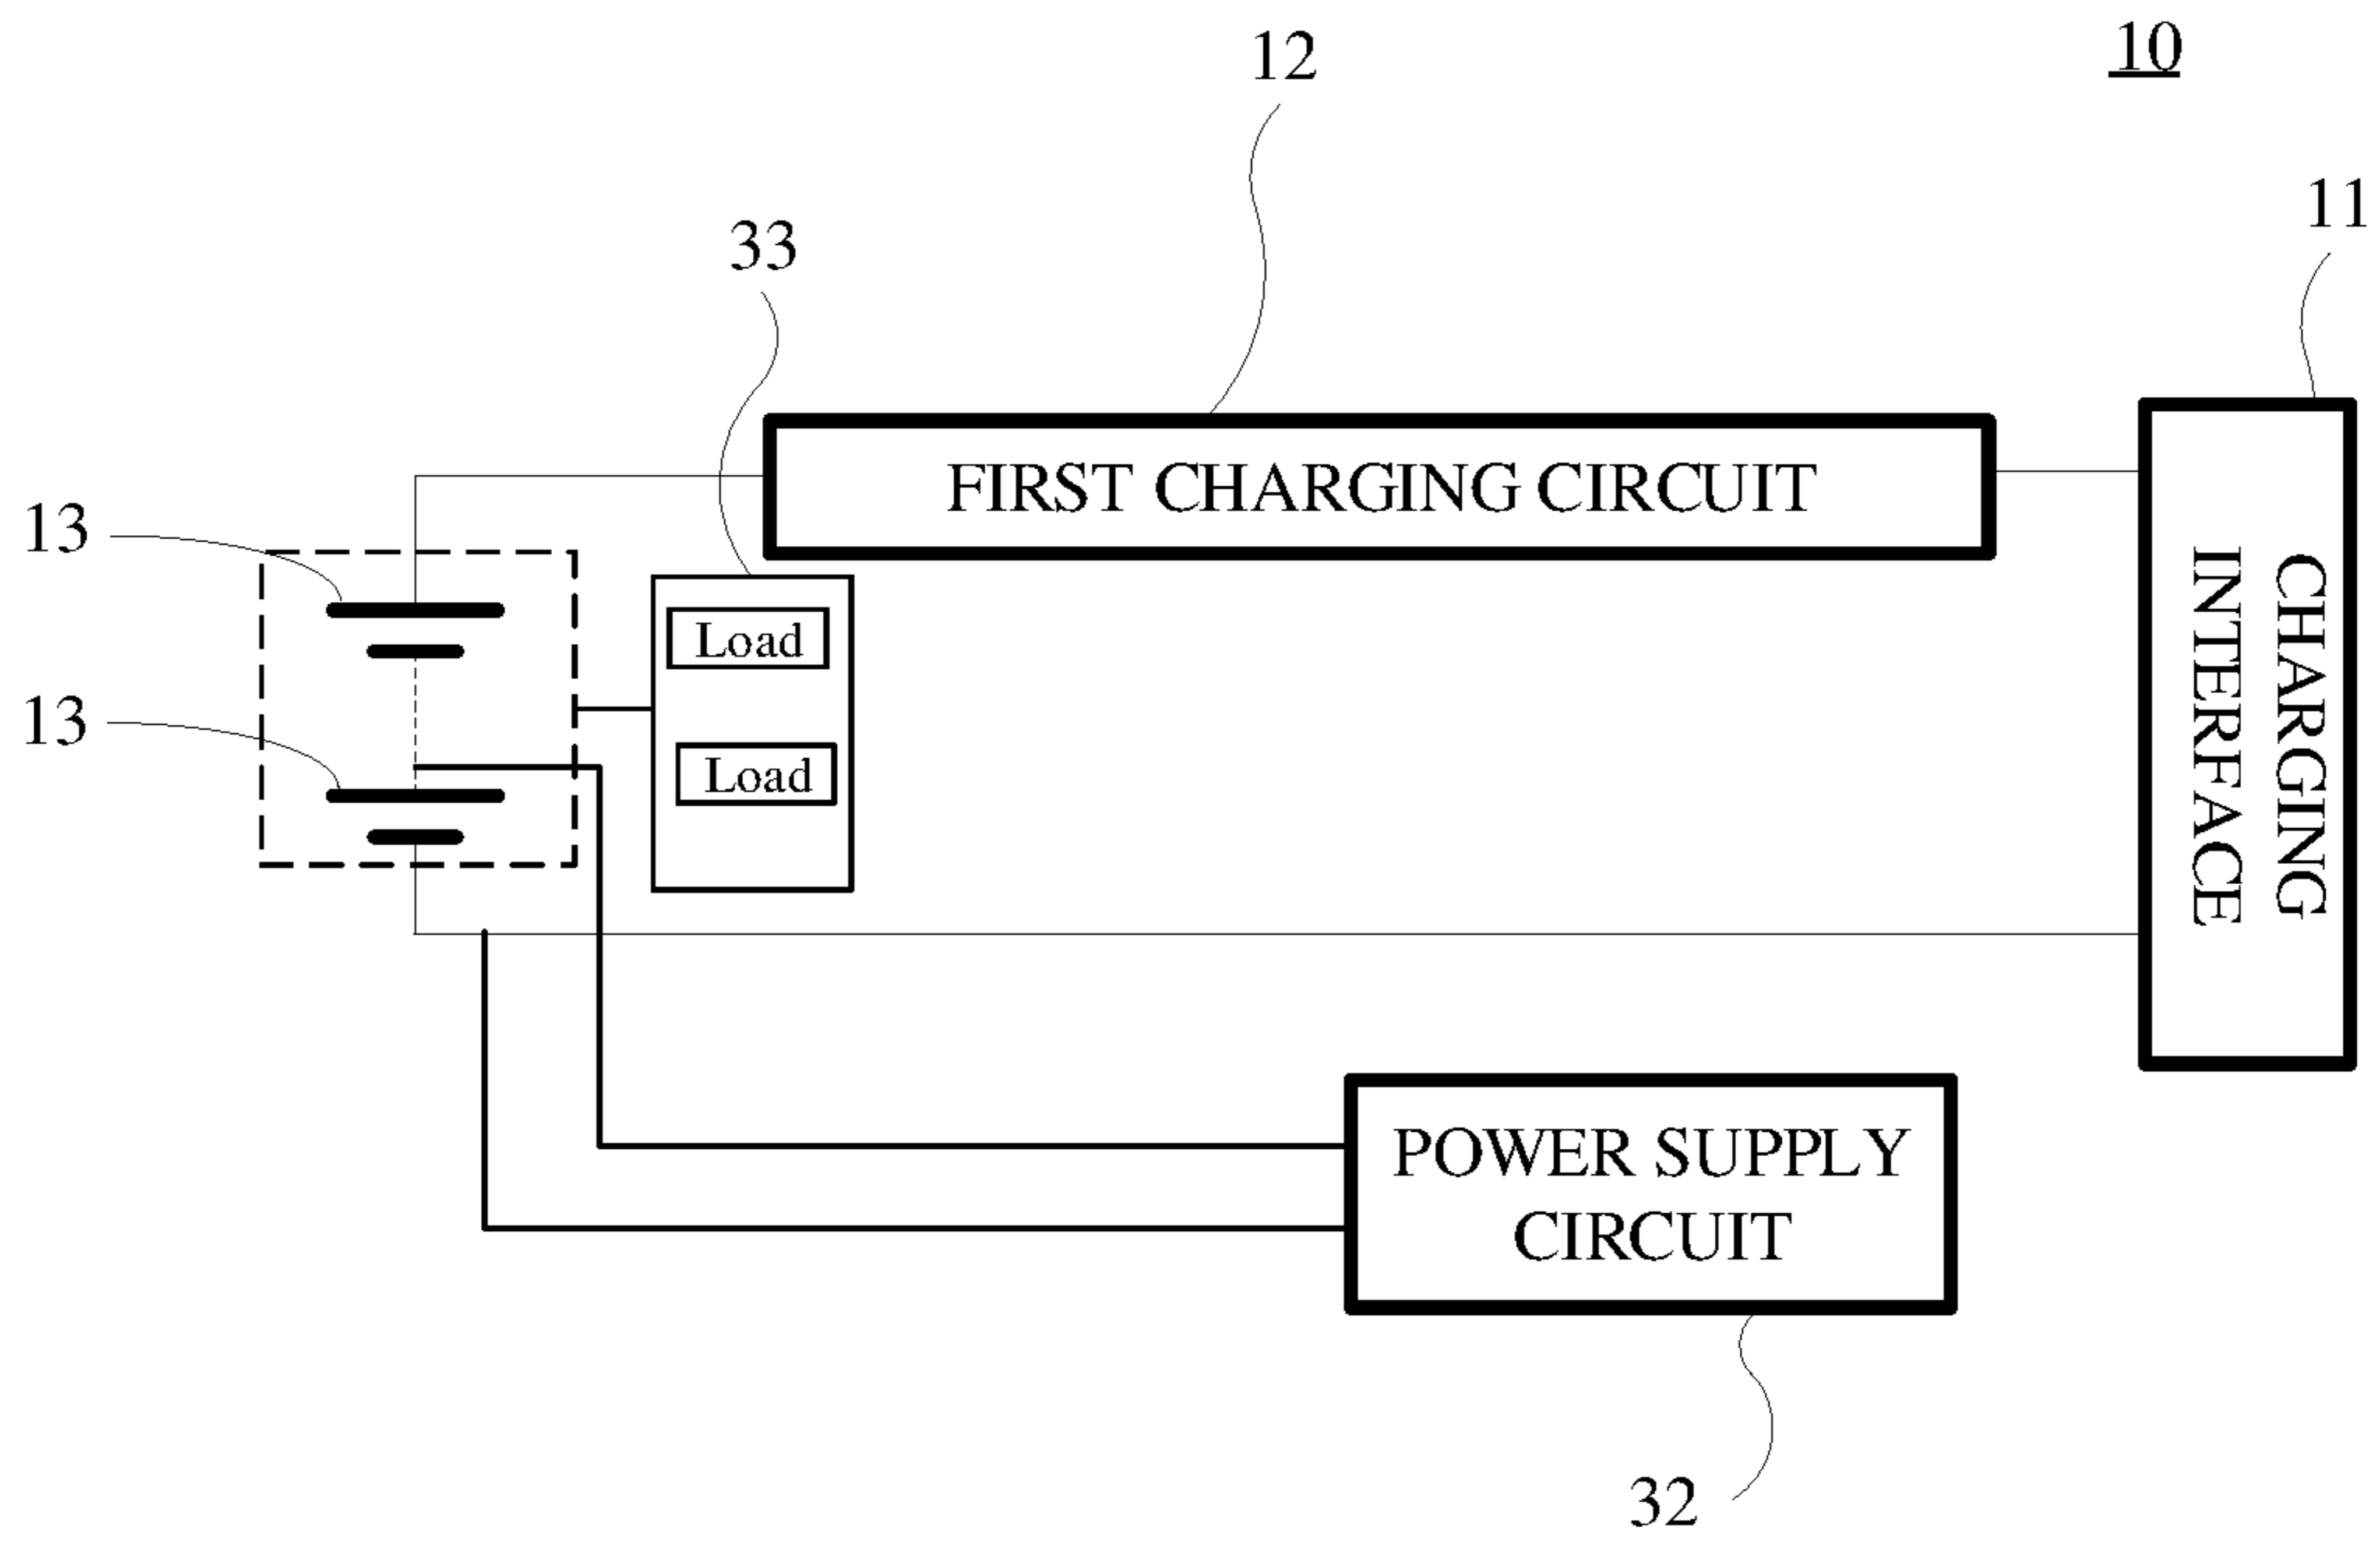 10
12
11
33
FIRST CHARGING CIRCUIT
13
Load
13
Load
CHARGING
INTERFACE
POWER SUPPLY
CIRCUIT
32